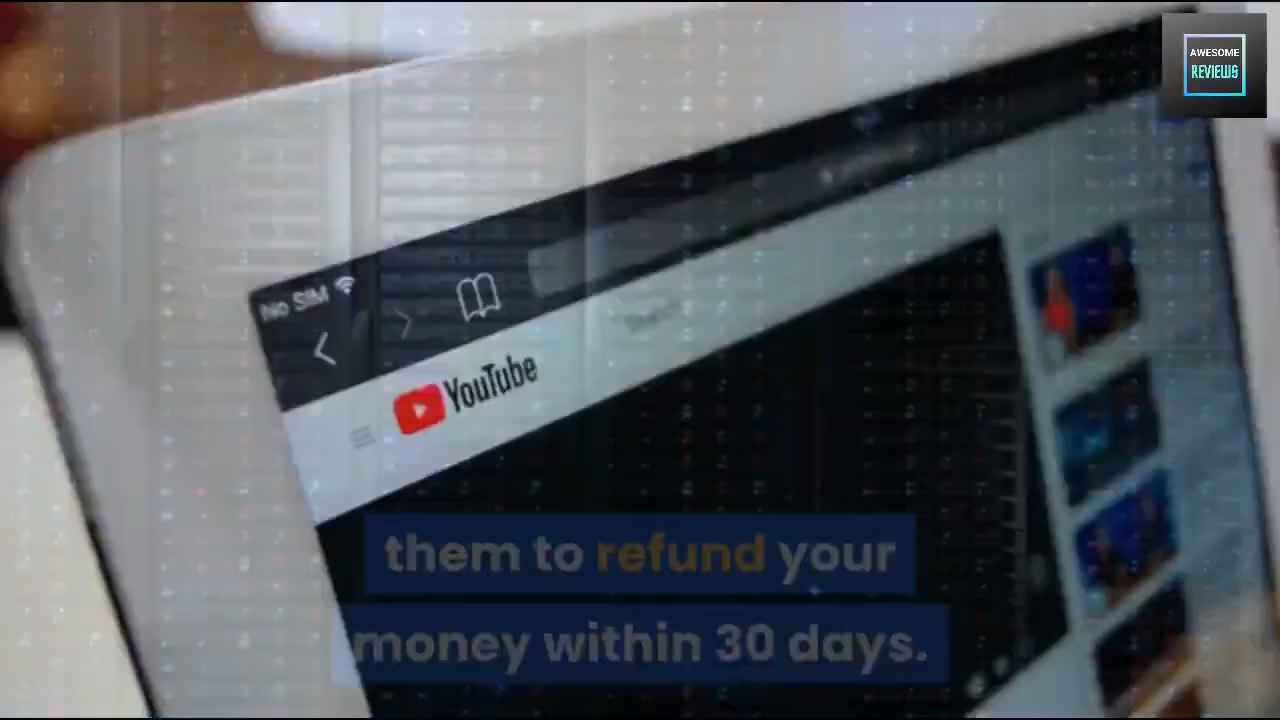 AWESOME
REVIEWS
No SIM
YouTube
them to refund your
money within 30 days.